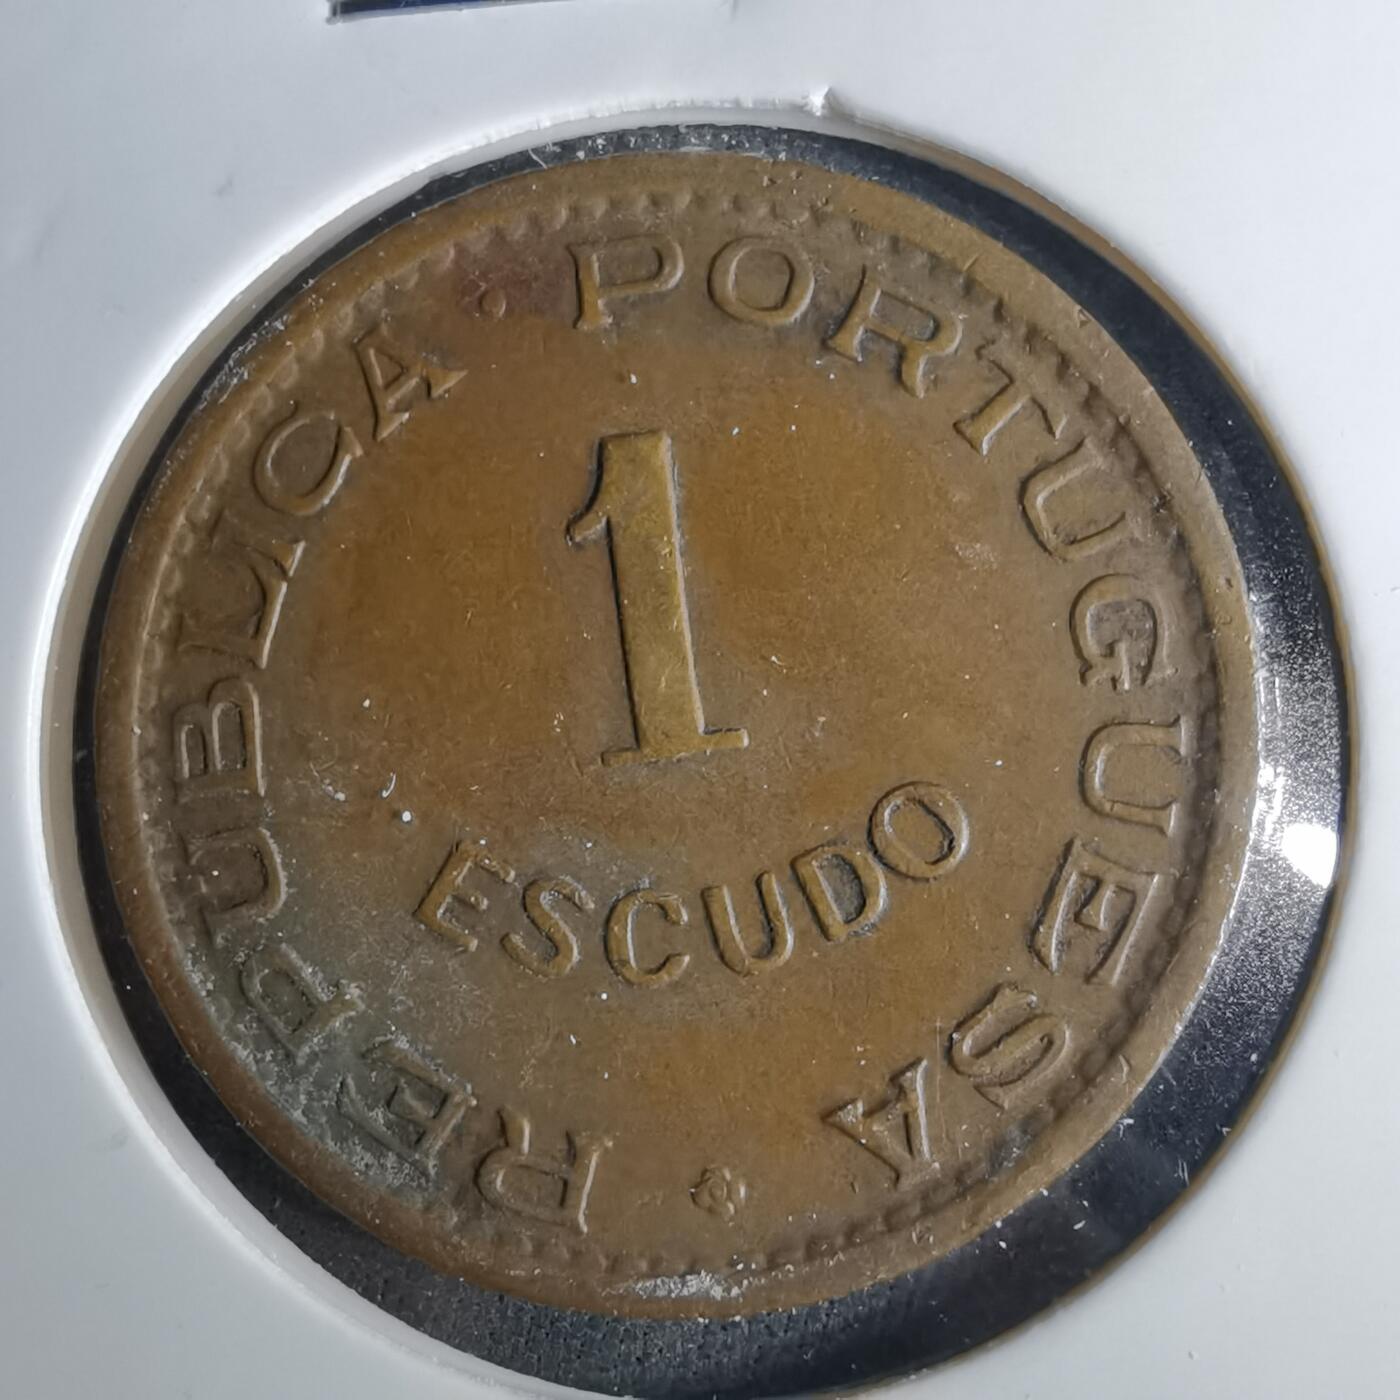 REPUBLICA · PORTUGUESA
1
ESCUDO